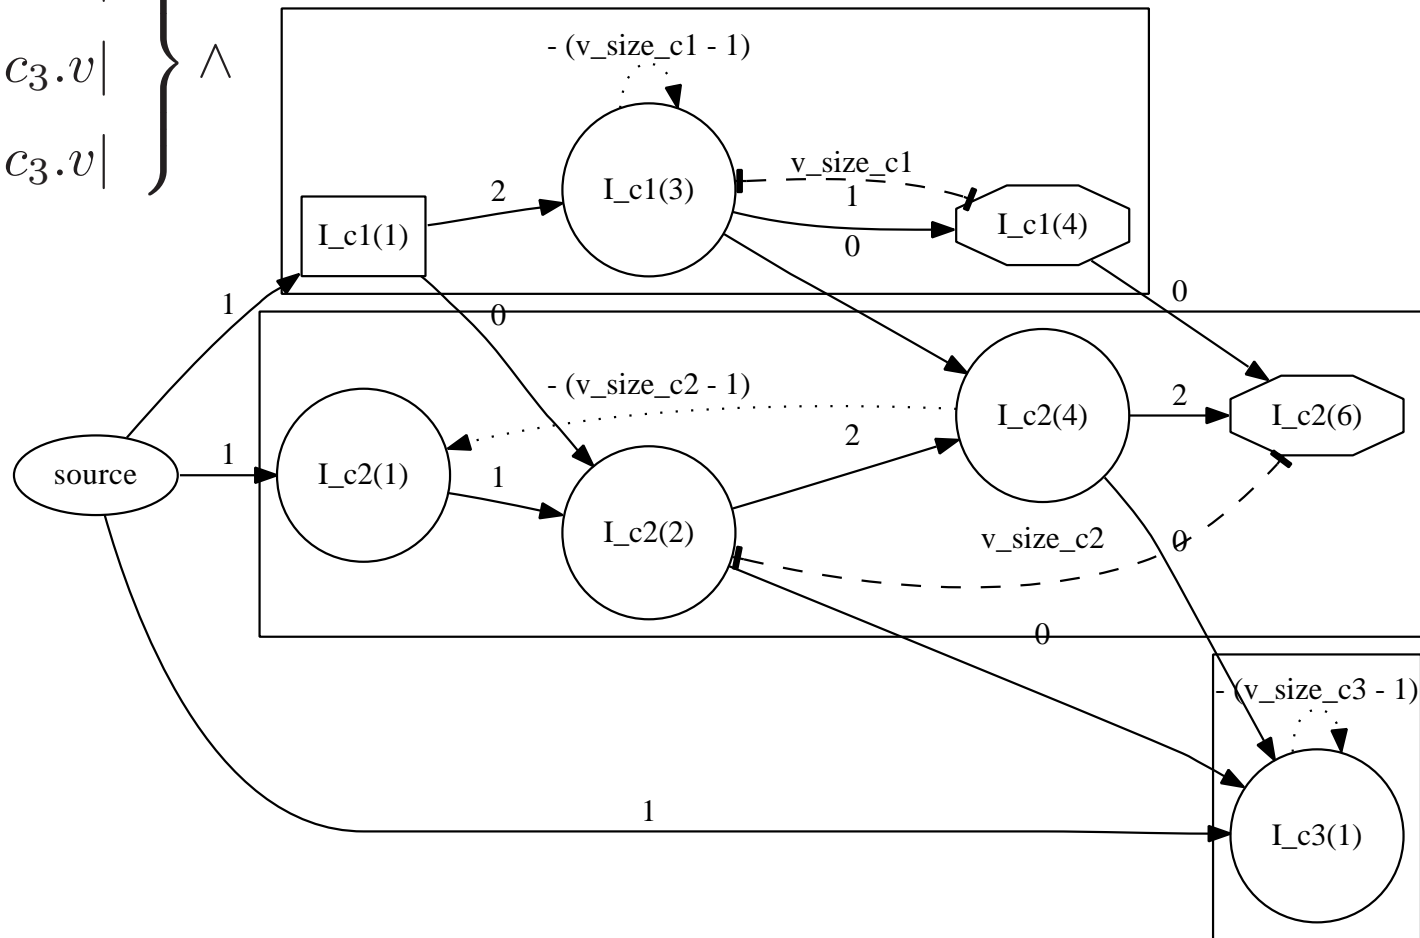 c₃.v| } ∧
c₃.v|
- (v_size_c1 - 1)
v_size_c1
2
I_c1(3)
1
I_c1(1)
I_c1(4)
0
1
0
0
- (v_size_c2 - 1)
I_c2(4)
2
I_c2(6)
2
source
1
I_c2(1)
1
I_c2(2)
v_size_c2
0
0
- (v_size_c3 - 1)
1
I_c3(1)